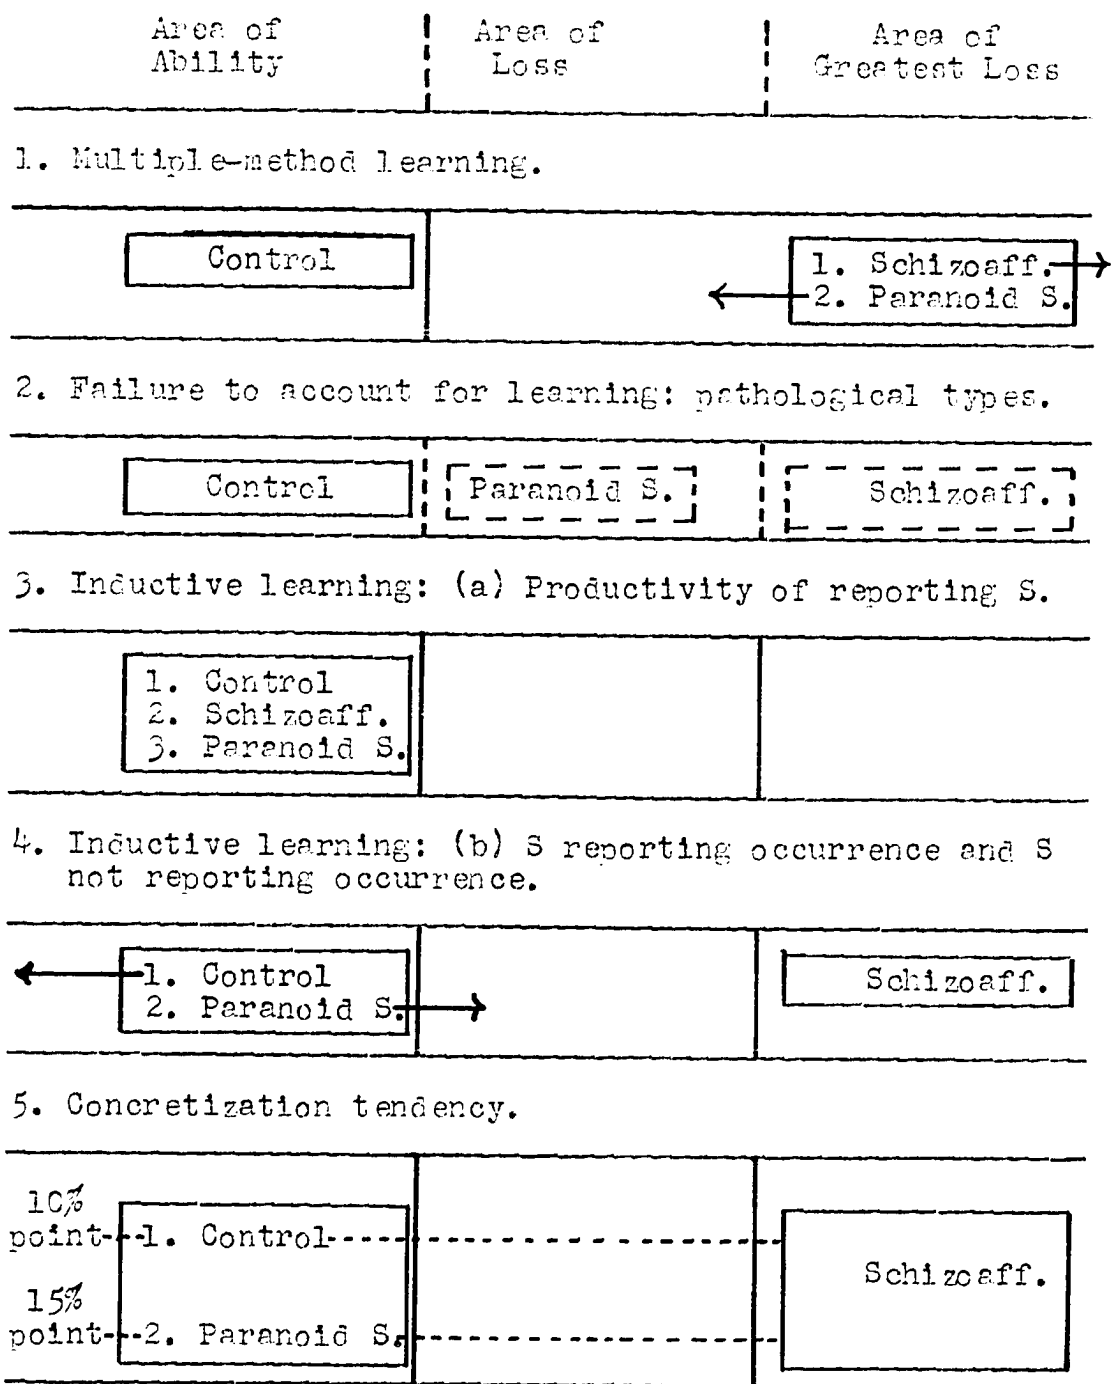 Area of Ability
Area of Loss
Area of Greatest Loss
1. Multiple-method learning.
Control
1. Schizoaff.
2. Paranoid S.
2. Failure to account for learning: pathological types.
Control
Paranoid S.
Schizoaff.
3. Inductive learning: (a) Productivity of reporting S.
1. Control
2. Schizoaff.
3. Paranoid S.
4. Inductive learning: (b) S reporting occurrence and S
not reporting occurrence.
1. Control
2. Paranoid S.
Schizoaff.
5. Concretization tendency.
10%
point
1. Control
Schizoaff.
15%
point
2. Paranoid S.